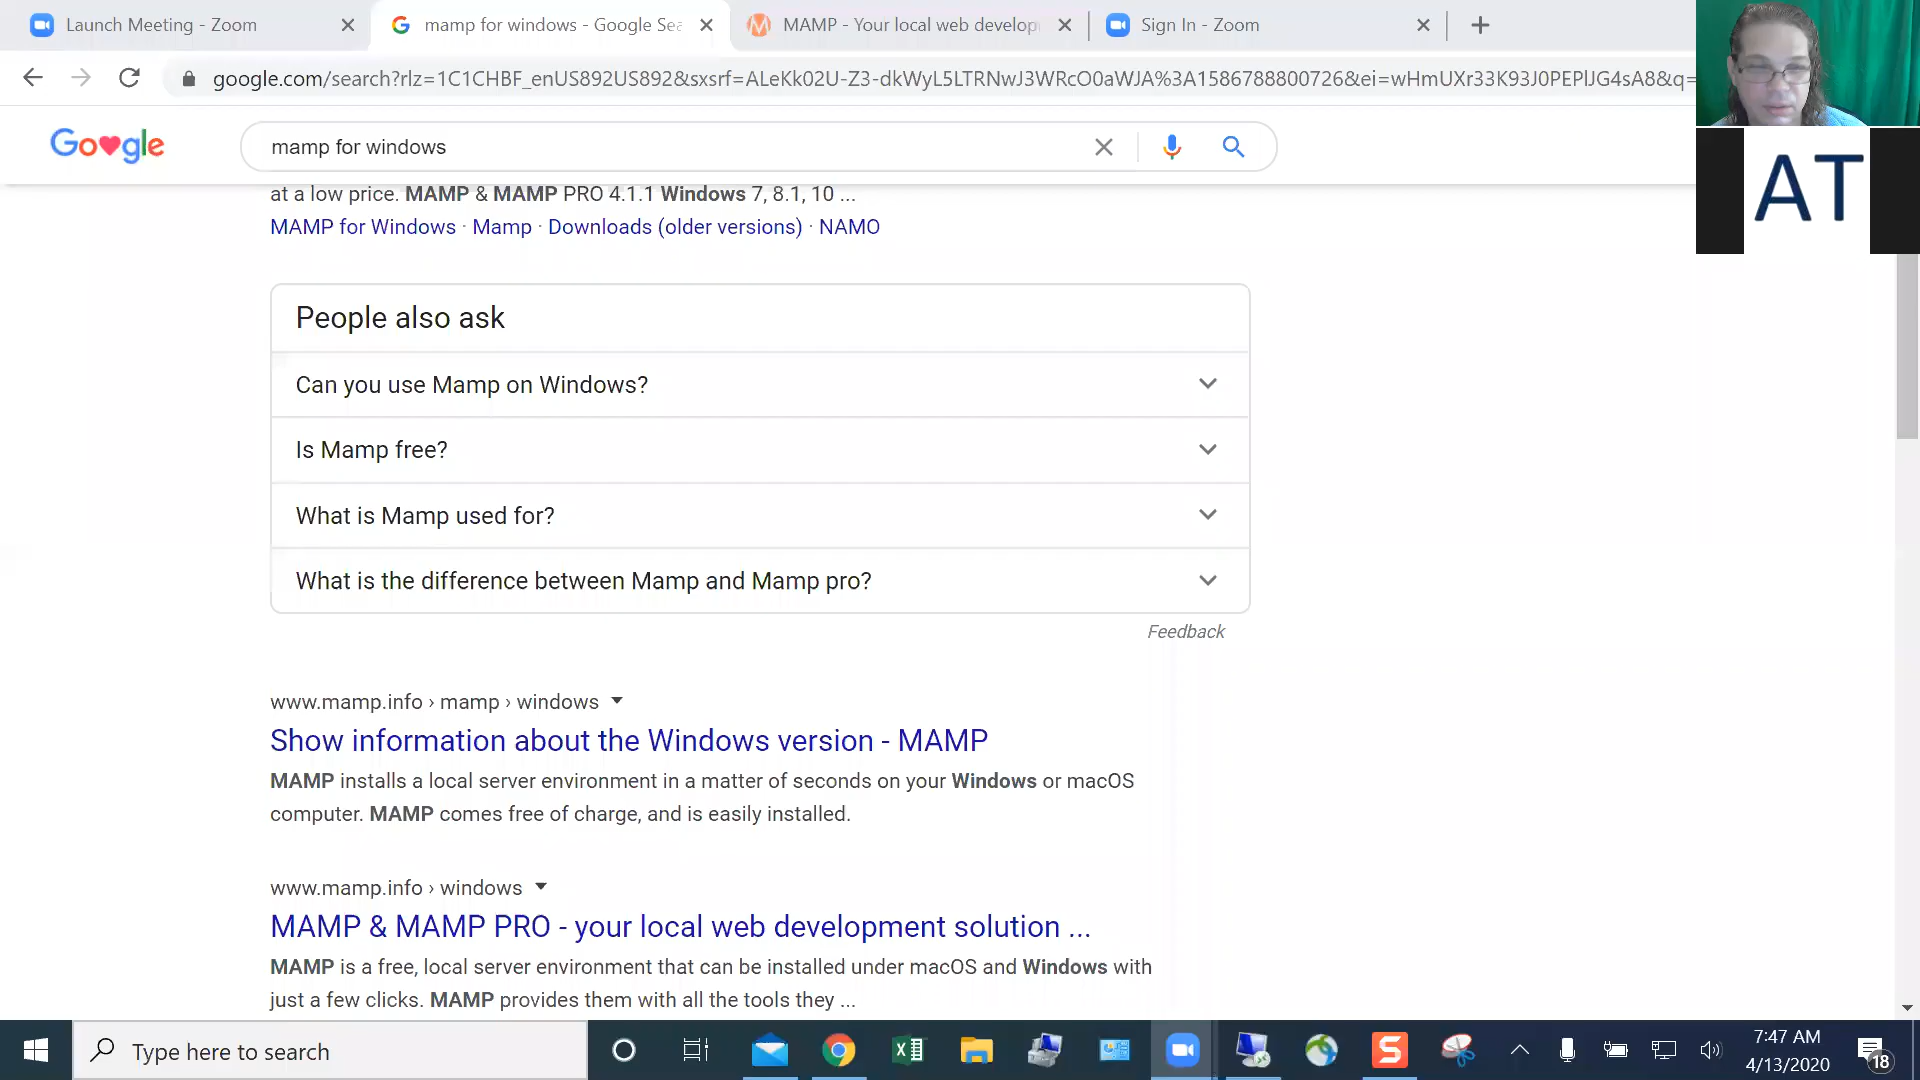 Launch Meeting - Zoom
mamp for windows - Google Sea
MAMP - Your local web develop
Sign In - Zoom
google.com/search?rlz=1C1CHBF_enUS892US892&sxsrf=ALeKk02U-Z3-dkWyL5LTRNwJ3WRcO0aWJA%3A1586788800726&ei=wHmUXr33K93J0PEPlJG4sA8&q=
Google
mamp for windows
AT
at a low price. MAMP & MAMP PRO 4.1.1 Windows 7, 8.1, 10 ...
MAMP for Windows · Mamp · Downloads (older versions) · NAMO
People also ask
Can you use Mamp on Windows?
Is Mamp free?
What is Mamp used for?
What is the difference between Mamp and Mamp pro?
Feedback
www.mamp.info › mamp › windows
Show information about the Windows version - MAMP
MAMP installs a local server environment in a matter of seconds on your Windows or macOS
computer. MAMP comes free of charge, and is easily installed.
www.mamp.info › windows
MAMP & MAMP PRO - your local web development solution ...
MAMP is a free, local server environment that can be installed under macOS and Windows with
just a few clicks. MAMP provides them with all the tools they ...
Type here to search
7:47 AM
4/13/2020
18